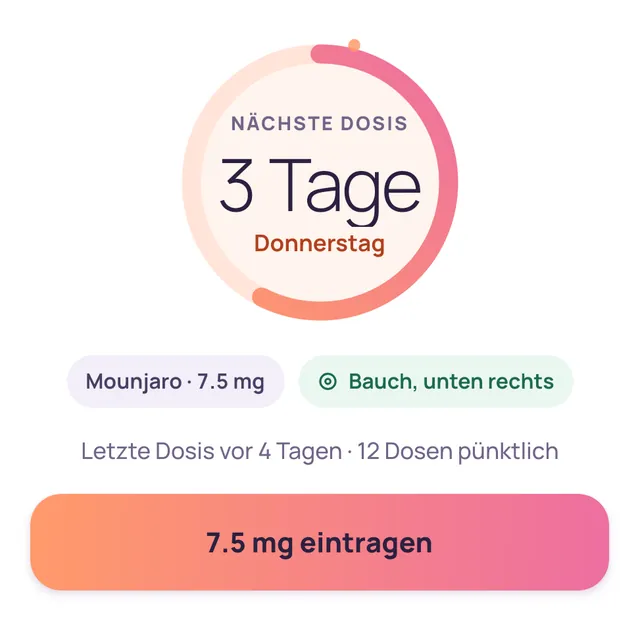 NÄCHSTE DOSIS
3 Tage
Donnerstag
Mounjaro · 7.5 mg
Bauch, unten rechts
Letzte Dosis vor 4 Tagen · 12 Dosen pünktlich
7.5 mg eintragen